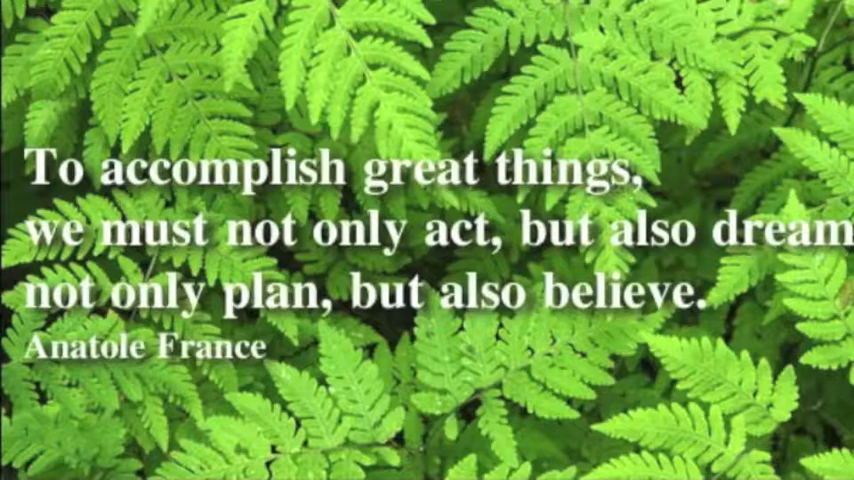 To accomplish great things,
we must not only act, but also dream
not only plan, but also believe.
Anatole France